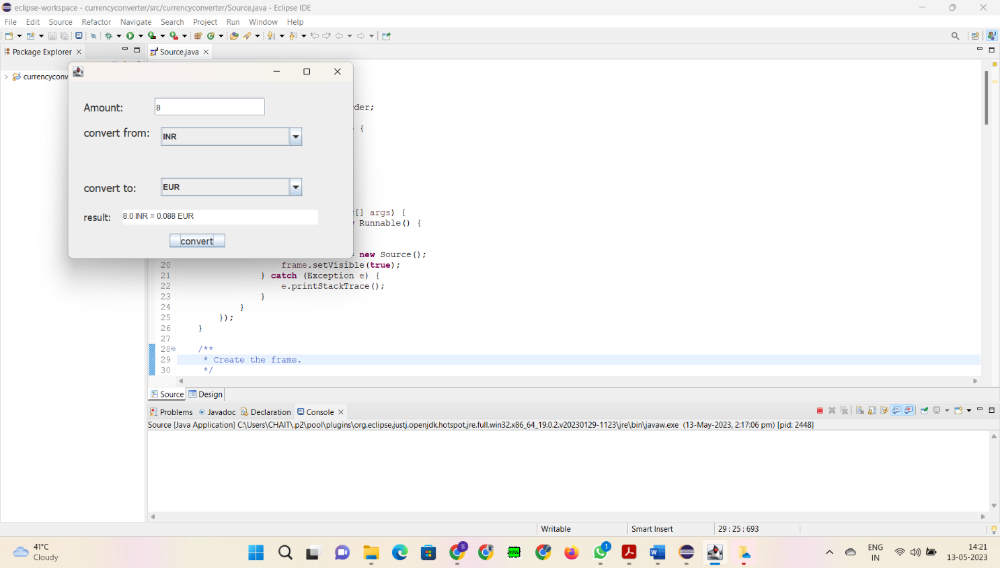 eclipse-workspace - currencyconverter/src/currencyconverter/Source.java - Eclipse IDE
File Edit Source Refactor Navigate Search Project Run Window Help
Package Explorer
Source.java
currencyconv
Amount:
8
convert from:
INR
convert to:
EUR
result:
8.0 INR = 0.088 EUR
convert
der;
{
[] args) {
Runnable() {
new Source();
20 frame.setVisible(true);
21 } catch (Exception e) {
22 e.printStackTrace();
23 }
24 }
25 });
26 }
27
28 /**
29 * Create the frame.
30 */
Source Design
Problems @ Javadoc Declaration Console
Source [Java Application] C:\Users\CHAIT\.p2\pool\plugins\org.eclipse.justj.openjdk.hotspot.jre.full.win32.x86_64_19.0.2.v20230129-1123\jre\bin\javaw.exe (13-May-2023, 2:17:06 pm) [pid: 2448]
Writable Smart Insert 29 : 25 : 693
41°C
Cloudy
S
1
ENG
IN
14:21
13-05-2023